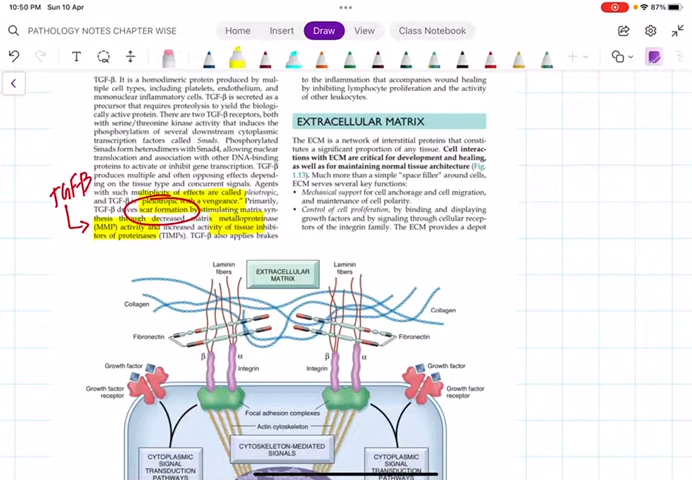 10:50 PM Sun 10 Apr
87%
PATHOLOGY NOTES CHAPTER WISE
Home
Insert
Draw
View
Class Notebook
TGF-β. It is a homodimeric protein produced by mul-
tiple cell types, including platelets, endothelium, and
mononuclear inflammatory cells. TGF-β is secreted as a
precursor that requires proteolysis to yield the biologi-
cally active protein. There are two TGF-β receptors, both
with serine/threonine kinase activity that induces the
phosphorylation of several downstream cytoplasmic
transcription factors called Smads. Phosphorylated
Smads form heterodimers with Smad4, allowing nuclear
translocation and association with other DNA-binding
proteins to activate or inhibit gene transcription. TGF-β
produces multiple and often opposing effects depend-
ing on the tissue type and concurrent signals. Agents
with such multiplicity of effects are called pleiotropic,
and TGF-β is "pleiotropic with a vengeance." Primarily,
TGF-β drives scar formation by stimulating matrix syn-
thesis through decreased matrix metalloproteinase
(MMP) activity and increased activity of tissue inhibi-
tors of proteinases (TIMPs). TGF-β also applies brakes
TGF-β
to the inflammation that accompanies wound healing
by inhibiting lymphocyte proliferation and the activity
of other leukocytes.
EXTRACELLULAR MATRIX
The ECM is a network of interstitial proteins that consti-
tutes a significant proportion of any tissue. Cell interac-
tions with ECM are critical for development and healing,
as well as for maintaining normal tissue architecture (Fig.
1.13). Much more than a simple "space filler" around cells,
ECM serves several key functions:
• Mechanical support for cell anchorage and cell migration,
and maintenance of cell polarity.
• Control of cell proliferation, by binding and displaying
growth factors and by signaling through cellular recep-
tors of the integrin family. The ECM provides a depot
Laminin
fibers
EXTRACELLULAR
MATRIX
Laminin
fibers
Collagen
Collagen
Fibronectin
Fibronectin
β
α
β
α
Growth factor
Integrin
Integrin
Growth factor
Growth factor
receptor
Growth factor
receptor
Focal adhesion complexes
Actin cytoskeleton
CYTOPLASMIC
SIGNAL
TRANSDUCTION
PATHWAYS
CYTOSKELETON-MEDIATED
SIGNALS
CYTOPLASMIC
SIGNAL
TRANSDUCTION
PATHWAYS